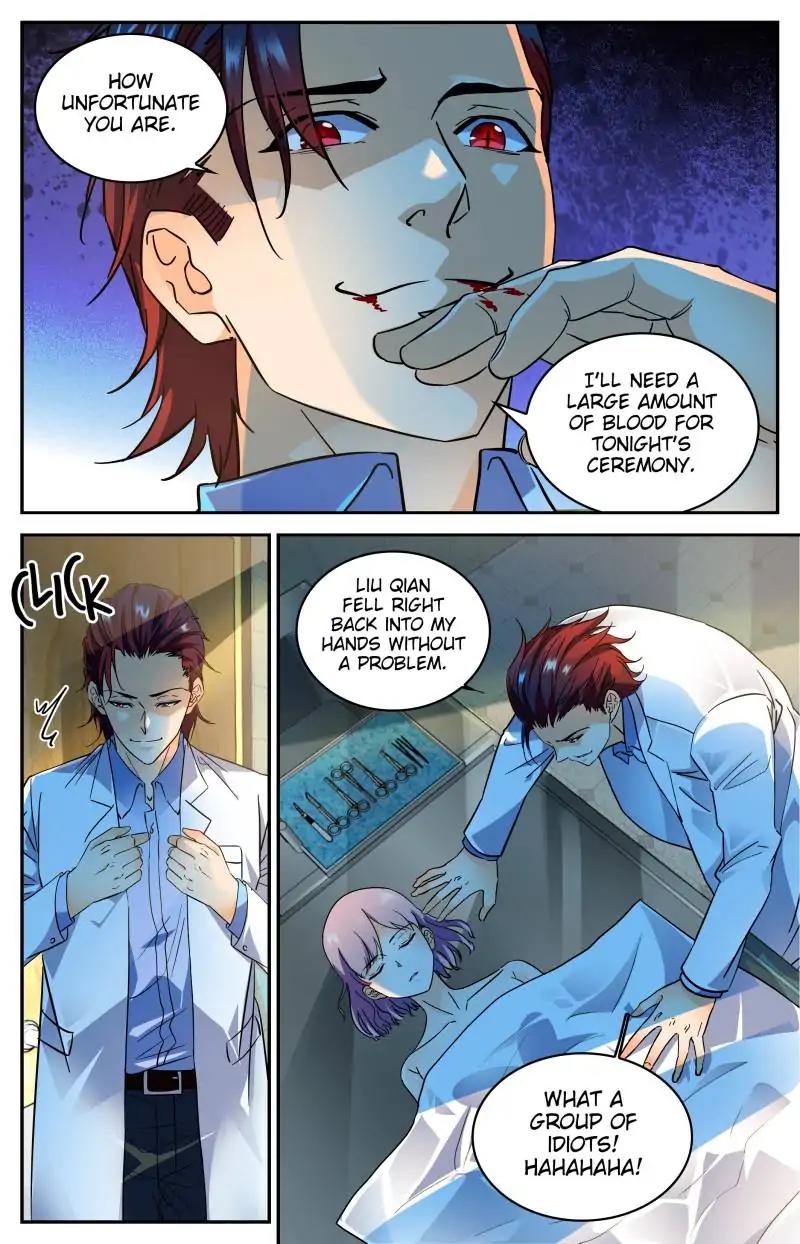 HOW
UNFORTUNATE
YOU ARE.
I'LL NEED A
LARGE AMOUNT
OF BLOOD FOR
TONIGHT'S
CEREMONY.
CLICK
LIU QIAN
FELL RIGHT
BACK INTO MY
HANDS WITHOUT
A PROBLEM.
WHAT A
GROUP OF
IDIOTS!
HAHAHAHA!